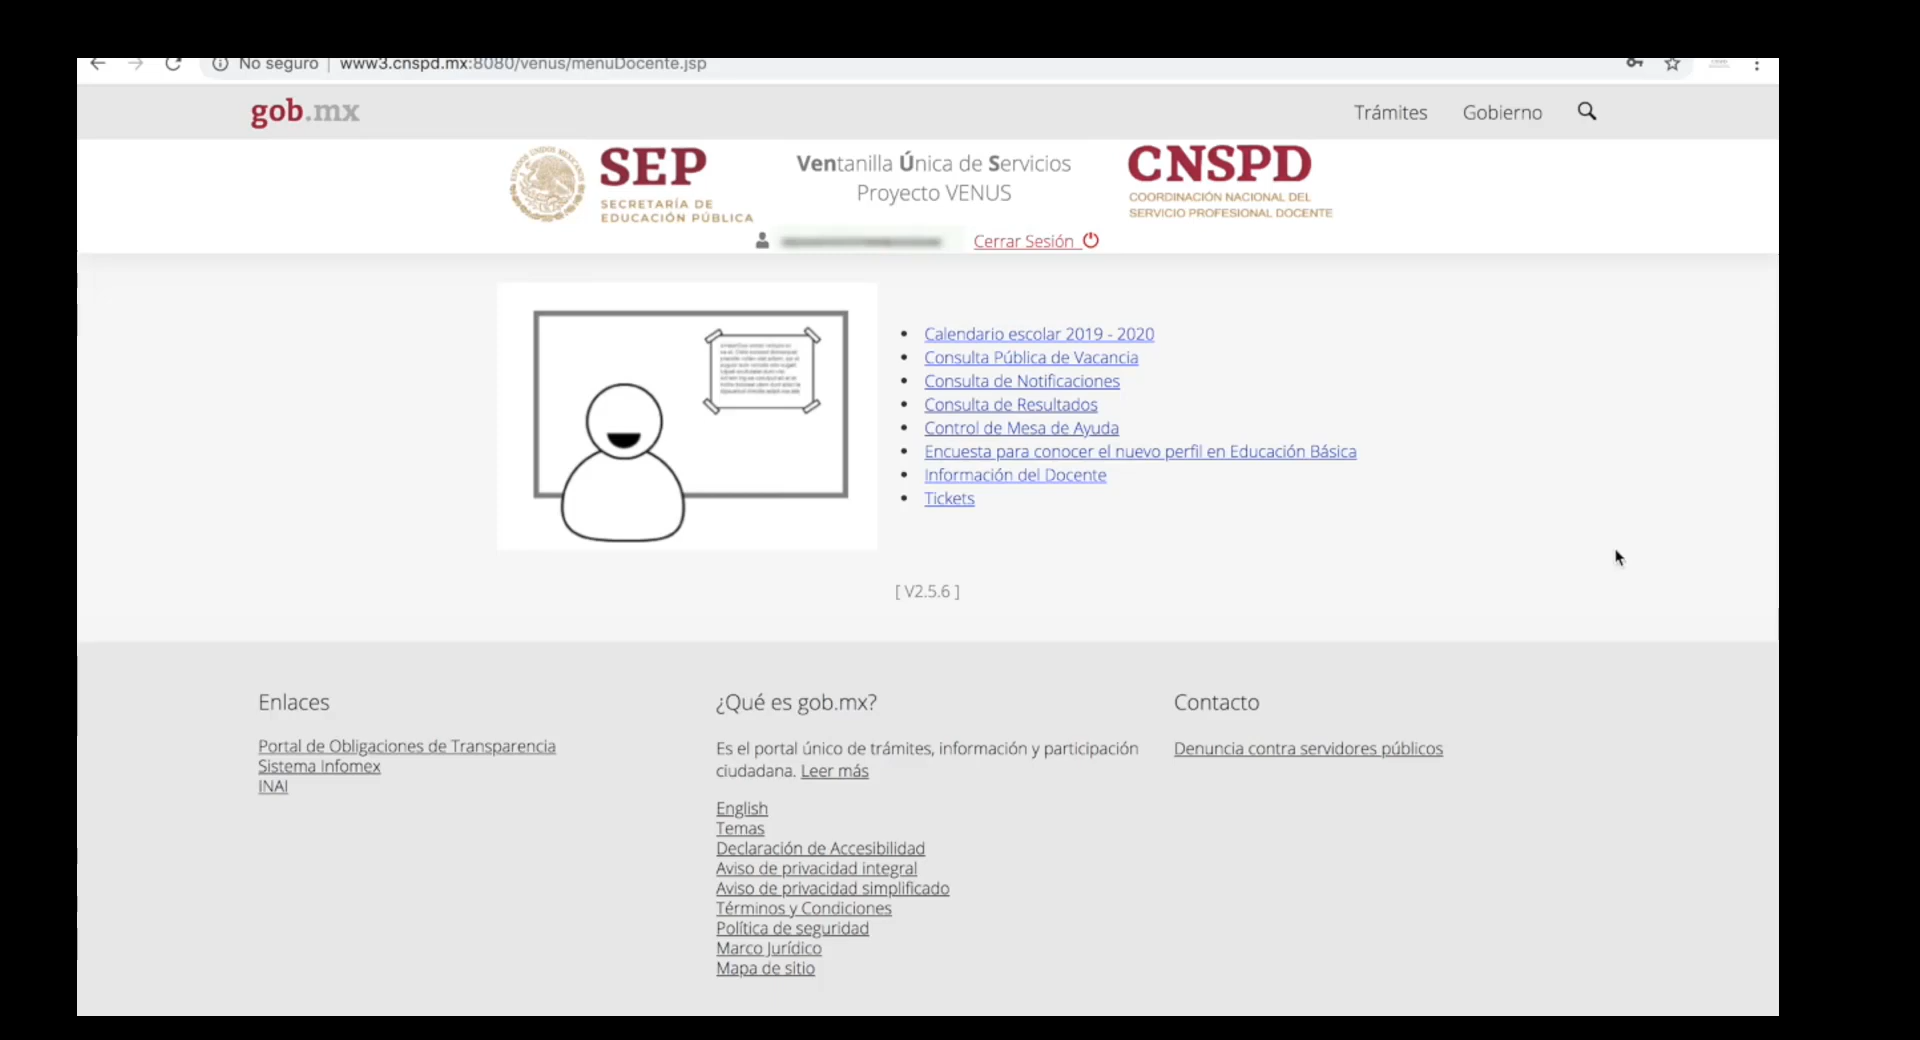 No seguro | www3.cnspd.mx:8080/venus/menuDocente.jsp
gob.mx
Trámites
Gobierno
SEP
SECRETARÍA DE
EDUCACIÓN PÚBLICA
Ventanilla Única de Servicios
Proyecto VENUS
CNSPD
COORDINACIÓN NACIONAL DEL
SERVICIO PROFESIONAL DOCENTE
Cerrar Sesión
Calendario escolar 2019 - 2020
Consulta Pública de Vacancia
Consulta de Notificaciones
Consulta de Resultados
Control de Mesa de Ayuda
Encuesta para conocer el nuevo perfil en Educación Básica
Información del Docente
Tickets
[ V2.5.6 ]
Enlaces
Portal de Obligaciones de Transparencia
Sistema Infomex
INAI
¿Qué es gob.mx?
Es el portal único de trámites, información y participación
ciudadana. Leer más
English
Temas
Declaración de Accesibilidad
Aviso de privacidad integral
Aviso de privacidad simplificado
Términos y Condiciones
Política de seguridad
Marco Jurídico
Mapa de sitio
Contacto
Denuncia contra servidores públicos